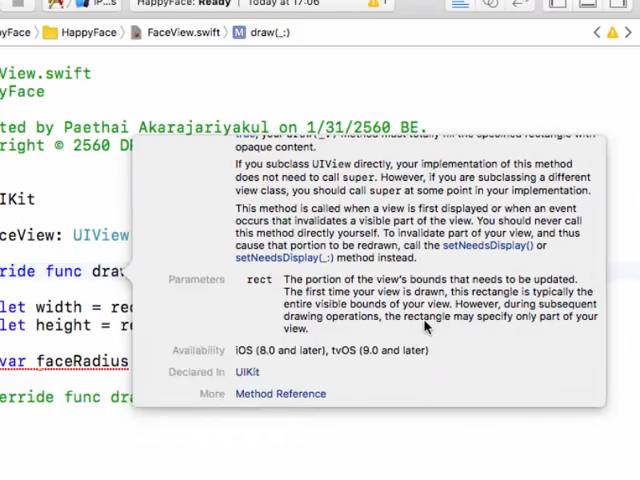 HappyFace: Ready | Today at 17:06
1
pyFace
HappyFace
FaceView.swift
M draw(_:)
View.swift
pyFace
ted by Paethai Akarajariyakul on 1/31/2560 BE.
right © 2560
opaque content.
If you subclass UIView directly, your implementation of this method
does not need to call super. However, if you are subclassing a different
view class, you should call super at some point in your implementation.
This method is called when a view is first displayed or when an event
occurs that invalidates a visible part of the view. You should never call
this method directly yourself. To invalidate part of your view, and thus
cause that portion to be redrawn, call the setNeedsDisplay() or
setNeedsDisplay(_:) method instead.
Parameters rect The portion of the view's bounds that needs to be updated.
The first time your view is drawn, this rectangle is typically the
entire visible bounds of your view. However, during subsequent
drawing operations, the rectangle may specify only part of your
view.
Availability iOS (8.0 and later), tvOS (9.0 and later)
Declared In UIKit
More Method Reference
IKit
ceView: UIView
ride func draw
let width = rec
let height = re
var faceRadius
erride func dra